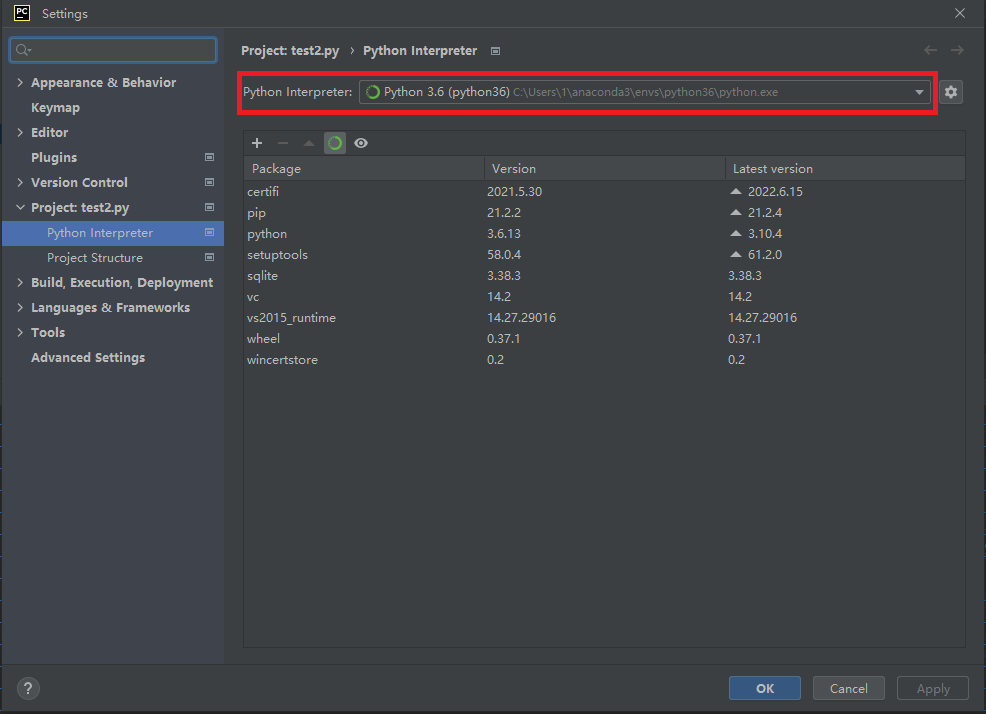 PC Settings
Project: test2.py › Python Interpreter
Appearance & Behavior
Keymap
Editor
Plugins
Version Control
Project: test2.py
Python Interpreter
Project Structure
Build, Execution, Deployment
Languages & Frameworks
Tools
Advanced Settings
Python Interpreter: Python 3.6 (python36) C:\Users\1\anaconda3\envs\python36\python.exe
Package Version Latest version
certifi 2021.5.30 2022.6.15
pip 21.2.2 21.2.4
python 3.6.13 3.10.4
setuptools 58.0.4 61.2.0
sqlite 3.38.3 3.38.3
vc 14.2 14.2
vs2015_runtime 14.27.29016 14.27.29016
wheel 0.37.1 0.37.1
wincertstore 0.2 0.2
? OK Cancel Apply